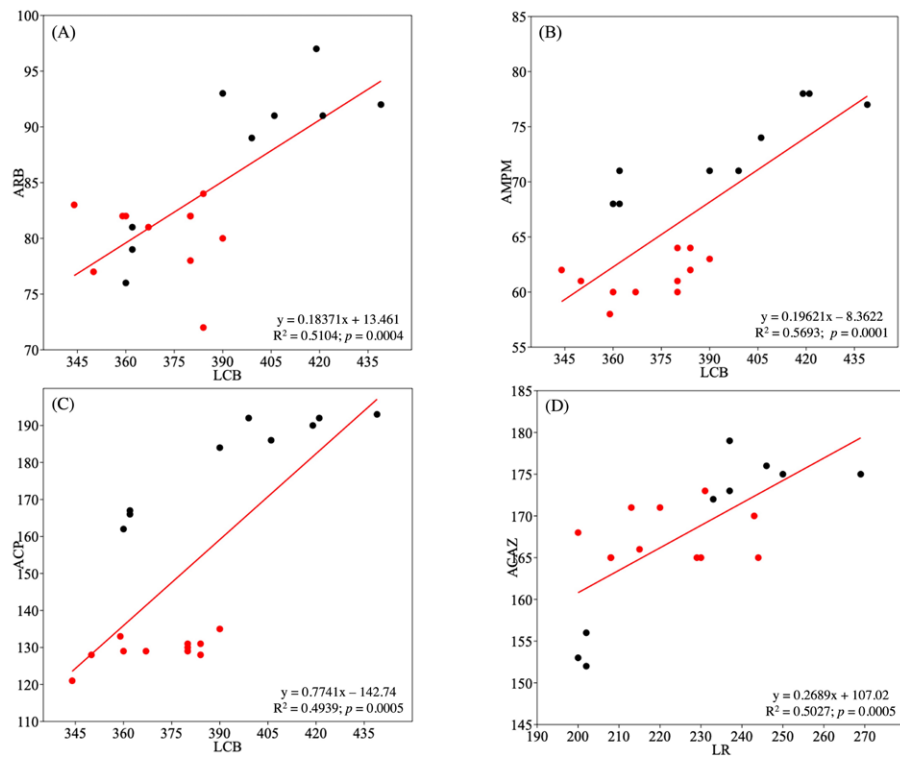 (A)
100
95
90
85
80
75
70
ARB
345 360 375 390 405 420 435
LCB
y = 0.18371x + 13.461
R² = 0.5104; p = 0.0004
(B)
85
80
75
70
65
60
55
AMPM
345 360 375 390 405 420 435
LCB
y = 0.19621x – 8.3622
R² = 0.5693; p = 0.0001
(C)
190
180
170
160
150
140
130
120
110
ACP
345 360 375 390 405 420 435
LCB
y = 0.7741x – 142.74
R² = 0.4939; p = 0.0005
(D)
185
180
175
170
165
160
155
150
145
190 200 210 220 230 240 250 260 270
LR
y = 0.2689x + 107.02
R² = 0.5027; p = 0.0005